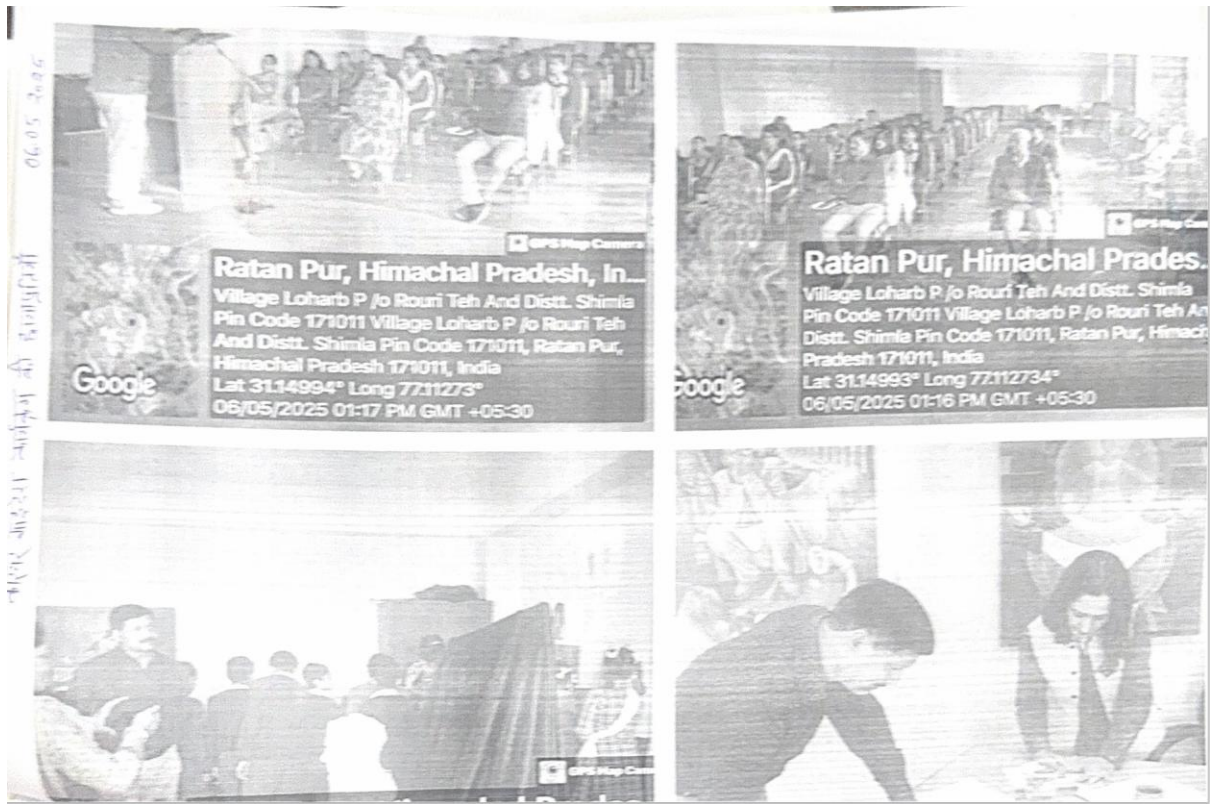 06.05.2025
GPS Map Camera
Ratan Pur, Himachal Pradesh, In...
Village Loharb P /o Rouri Teh And Distt. Shimla
Pin Code 171011 Village Loharb P /o Rouri Teh
And Distt. Shimla Pin Code 171011, Ratan Pur,
Himachal Pradesh 171011, India
Lat 31.14994° Long 77.11273°
06/05/2025 01:17 PM GMT +05:30
Google
GPS Map Cam
Ratan Pur, Himachal Prades..
Village Loharb P /o Rouri Teh And Distt. Shimla
Pin Code 171011 Village Loharb P /o Rouri Teh An
Distt. Shimla Pin Code 171011, Ratan Pur, Himach
Pradesh 171011, India
Lat 31.14993° Long 77.112734°
06/05/2025 01:16 PM GMT +05:30
Google
GPS Map Cam